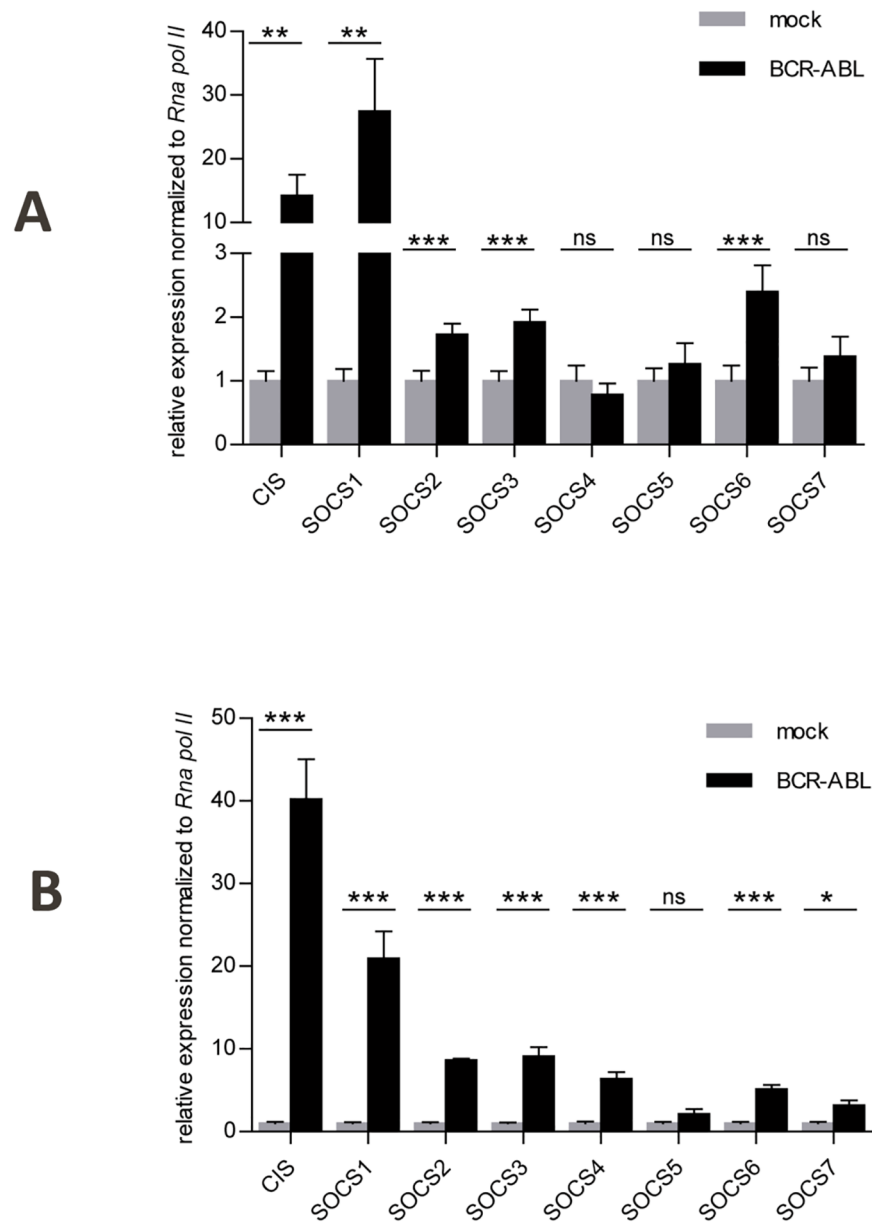 A
mock
BCR-ABL
relative expression normalized to Rna pol II
40
30
20
10
3
2
1
0
** ** *** *** ns ns *** ns
CIS SOCS1 SOCS2 SOCS3 SOCS4 SOCS5 SOCS6 SOCS7
B
mock
BCR-ABL
relative expression normalized to Rna pol II
50
40
30
20
10
0
*** *** *** *** *** ns *** *
CIS SOCS1 SOCS2 SOCS3 SOCS4 SOCS5 SOCS6 SOCS7